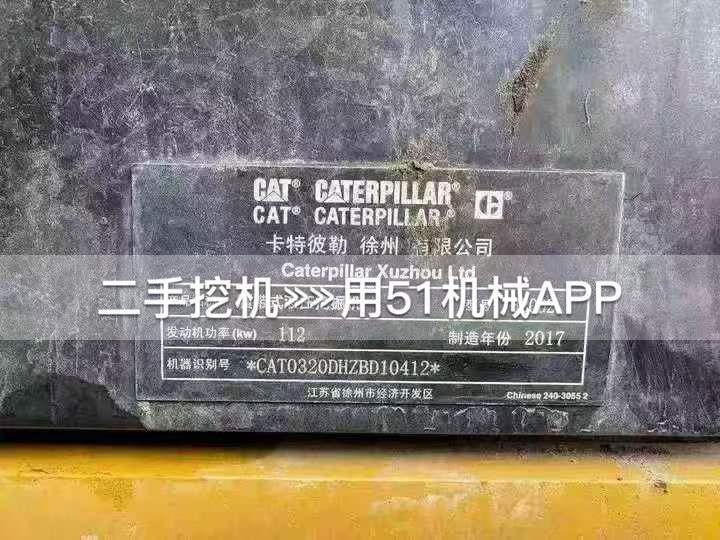 CAT® CATERPILLAR®
CAT® CATERPILLAR®
卡特彼勒 徐州 有限公司
Caterpillar Xuzhou Ltd
二手挖机»»用51机械APP
发动机功率(kw) 112 制造年份 2017
机器识别号 *CAT0320DHZBD10412*
江苏省徐州市经济开发区
Chinese 240-3055 2